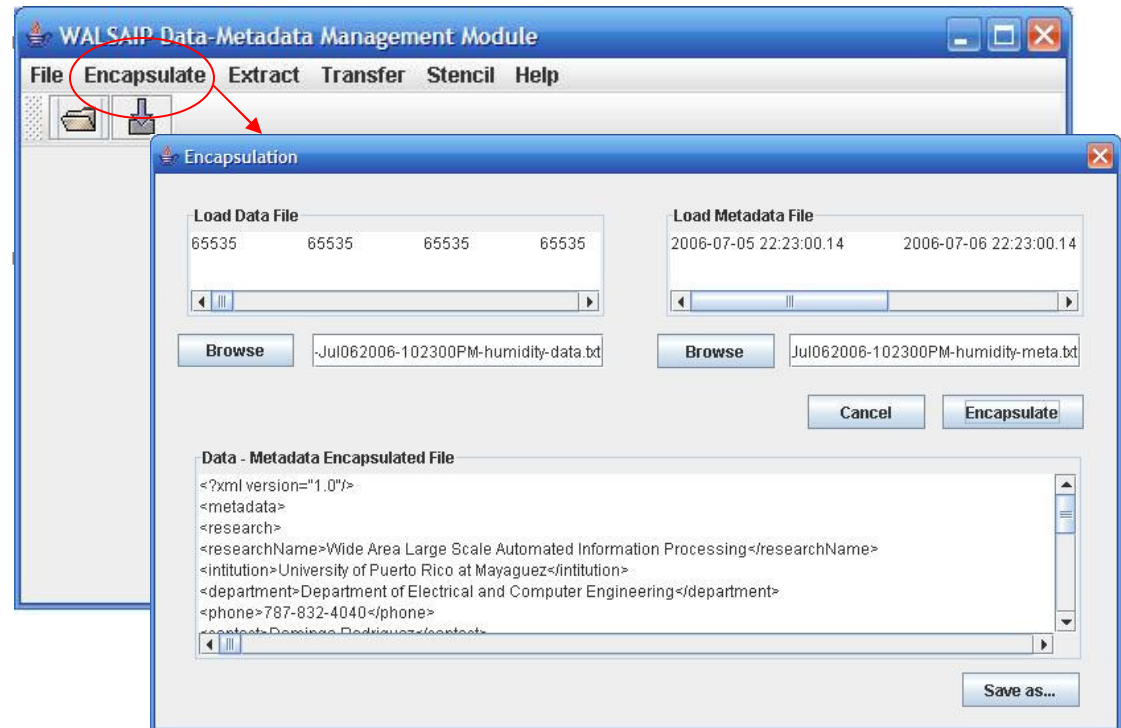 WALSAIP Data-Metadata Management Module
File Encapsulate Extract Transfer Stencil Help
Encapsulation
Load Data File
65535 65535 65535 65535
Browse -Jul062006-102300PM-humidity-data.txt
Load Metadata File
2006-07-05 22:23:00.14 2006-07-06 22:23:00.14
Browse Jul062006-102300PM-humidity-meta.txt
Cancel Encapsulate
Data - Metadata Encapsulated File
<?xml version="1.0"/>
<metadata>
<research>
<researchName>Wide Area Large Scale Automated Information Processing</researchName>
<intitution>University of Puerto Rico at Mayaguez</intitution>
<department>Department of Electrical and Computer Engineering</department>
<phone>787-832-4040</phone>
<contact>Domingo Rodriguez</contact>
Save as...